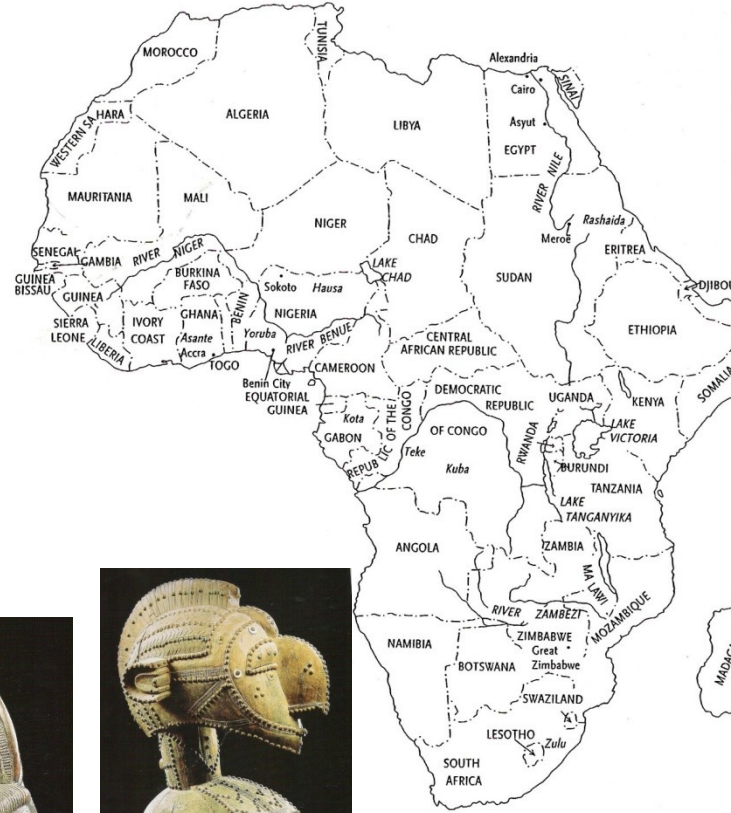 MOROCCO
TUNISIA
Alexandria
Cairo
SINAI
WESTERN SA
HARA
ALGERIA
LIBYA
Asyut
EGYPT
RIVER NILE
MAURITANIA
MALI
NIGER
CHAD
Meroë
Rashaida
SENEGAL
GAMBIA
RIVER NIGER
LAKE
CHAD
SUDAN
ERITREA
GUINEA
BISSAU
GUINEA
BURKINA
FASO
Sokoto
Hausa
DJIBOU
SIERRA
LEONE
IVORY
COAST
GHANA
BENIN
NIGERIA
ETHIOPIA
LIBERIA
Asante
Accra
TOGO
Yoruba
RIVER BENUE
CENTRAL
AFRICAN REPUBLIC
SOMALIA
Benin City
EQUATORIAL
GUINEA
CAMEROON
DEMOCRATIC
REPUBLIC
OF CONGO
UGANDA
KENYA
Kota
GABON
REPUBLIC OF THE
CONGO
Teke
Kuba
RWANDA
LAKE
VICTORIA
BURUNDI
TANZANIA
LAKE
TANGANYIKA
ANGOLA
ZAMBIA
MALAWI
RIVER ZAMBEZI
MOZAMBIQUE
NAMIBIA
BOTSWANA
ZIMBABWE
Great
Zimbabwe
MADAGA
SWAZILAND
LESOTHO
Zulu
SOUTH
AFRICA